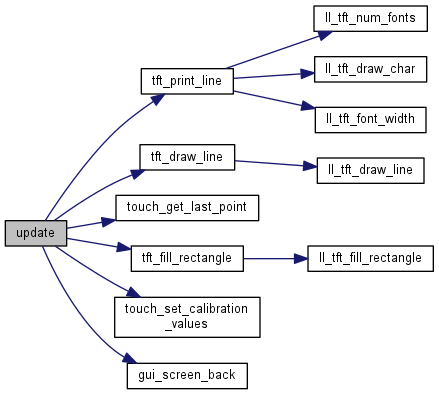 ll_tft_num_fonts
tft_print_line
ll_tft_draw_char
ll_tft_font_width
tft_draw_line
ll_tft_draw_line
touch_get_last_point
update
tft_fill_rectangle
ll_tft_fill_rectangle
touch_set_calibration
_values
gui_screen_back